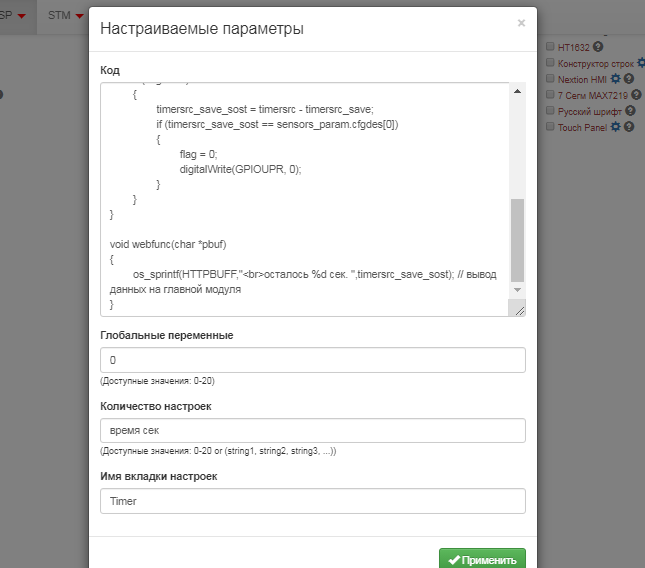 SP
STM
Настраиваемые параметры
×
HT1632
Конструктор строк
Nextion HMI
7 Сегм MAX7219
Русский шрифт
Touch Panel
Код
{
timersrc_save_sost = timersrc - timersrc_save;
if (timersrc_save_sost == sensors_param.cfgdes[0])
{
flag = 0;
digitalWrite(GPIOUPR, 0);
}
}
}
void webfunc(char *pbuf)
{
os_sprintf(HTTPBUFF,"<br>осталось %d сек. ",timersrc_save_sost); // вывод
данных на главной модуля
}
Глобальные переменные
0
(Доступные значения: 0-20)
Количество настроек
время сек
(Доступные значения: 0-20 or (string1, string2, string3, ...))
Имя вкладки настроек
Timer
Применить